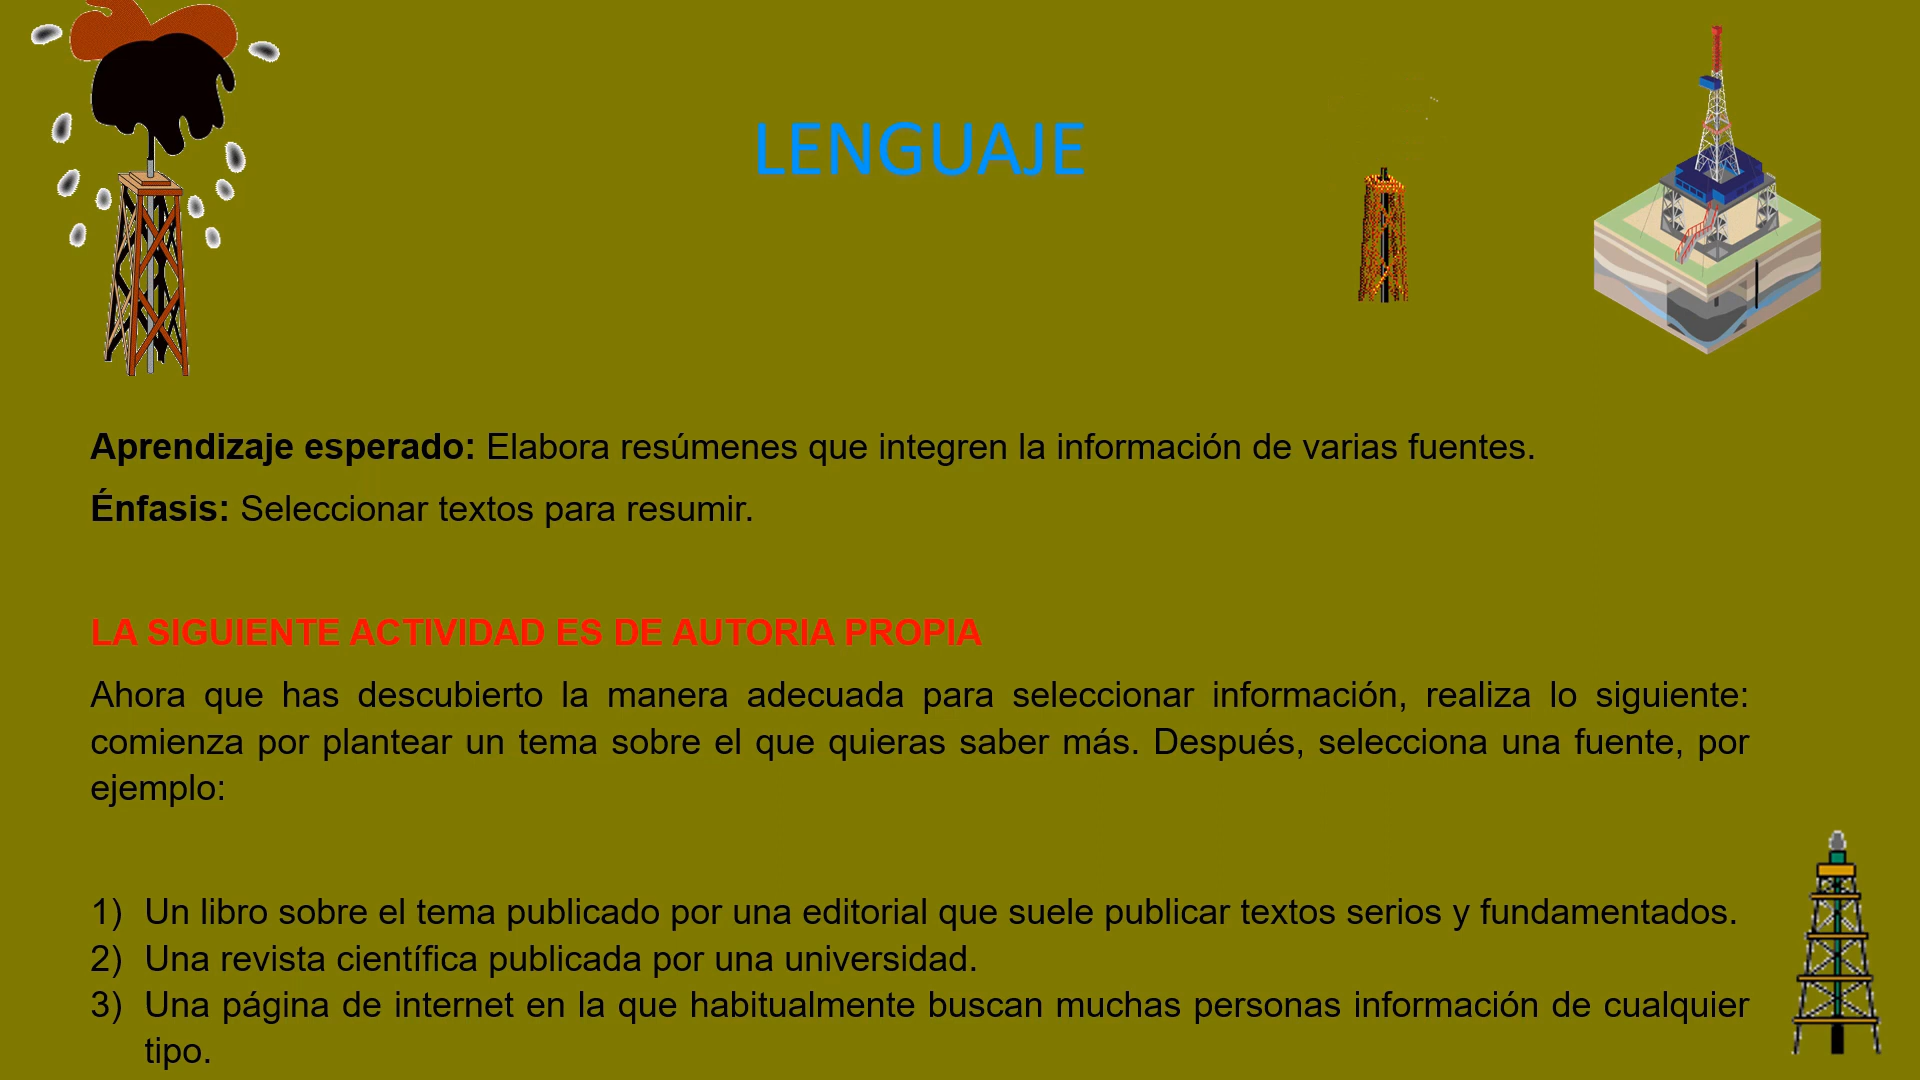 LENGUAJE
Aprendizaje esperado: Elabora resúmenes que integren la información de varias fuentes.
Énfasis: Seleccionar textos para resumir.
LA SIGUIENTE ACTIVIDAD ES DE AUTORIA PROPIA
Ahora que has descubierto la manera adecuada para seleccionar información, realiza lo siguiente:
comienza por plantear un tema sobre el que quieras saber más. Después, selecciona una fuente, por
ejemplo:
1) Un libro sobre el tema publicado por una editorial que suele publicar textos serios y fundamentados.
2) Una revista científica publicada por una universidad.
3) Una página de internet en la que habitualmente buscan muchas personas información de cualquier
tipo.